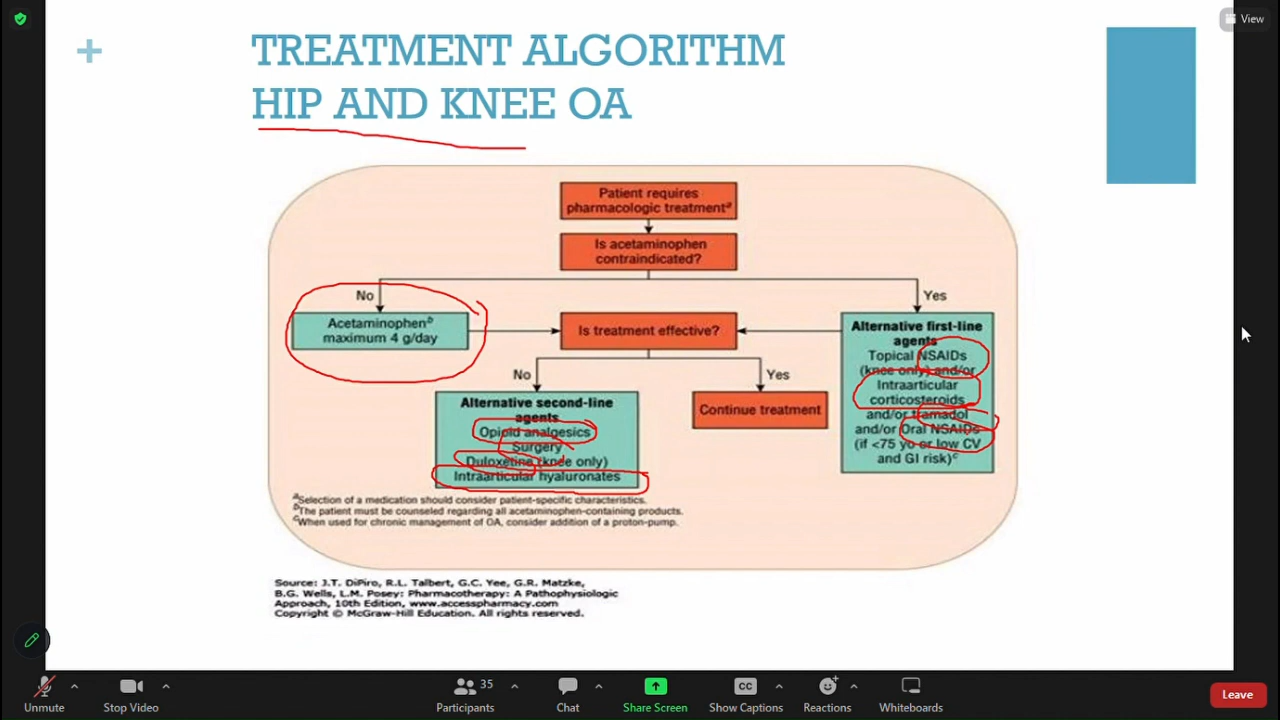 View
+
TREATMENT ALGORITHM
HIP AND KNEE OA
Patient requires
pharmacologic treatmentᵃ
Is acetaminophen
contraindicated?
No
Yes
Acetaminophenᵇ
maximum 4 g/day
Is treatment effective?
Alternative first-line
agents
Topical NSAIDs
(knee only) and/or
Intraarticular
corticosteroids
and/or tramadol
and/or Oral NSAIDs
(if <75 yo or low CV
and GI risk)ᶜ
No
Yes
Alternative second-line
agents
Opioid analgesics
Surgery
Duloxetine (knee only)
Intraarticular hyaluronates
Continue treatment
ᵃSelection of a medication should consider patient-specific characteristics.
ᵇThe patient must be counseled regarding all acetaminophen-containing products.
ᶜWhen used for chronic management of OA, consider addition of a proton-pump.
Source: J.T. DiPiro, R.L. Talbert, G.C. Yee, G.R. Matzke,
B.G. Wells, L.M. Posey: Pharmacotherapy: A Pathophysiologic
Approach, 10th Edition, www.accesspharmacy.com
Copyright © McGraw-Hill Education. All rights reserved.
Unmute
Stop Video
35
Participants
Chat
Share Screen
CC
Show Captions
Reactions
Whiteboards
Leave